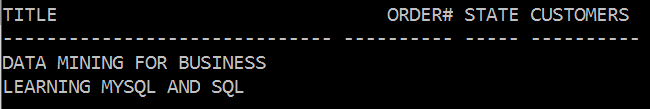 TITLE                          ORDER# STATE CUSTOMERS
------------------------------ ---------- ----- ----------
DATA MINING FOR BUSINESS
LEARNING MYSQL AND SQL